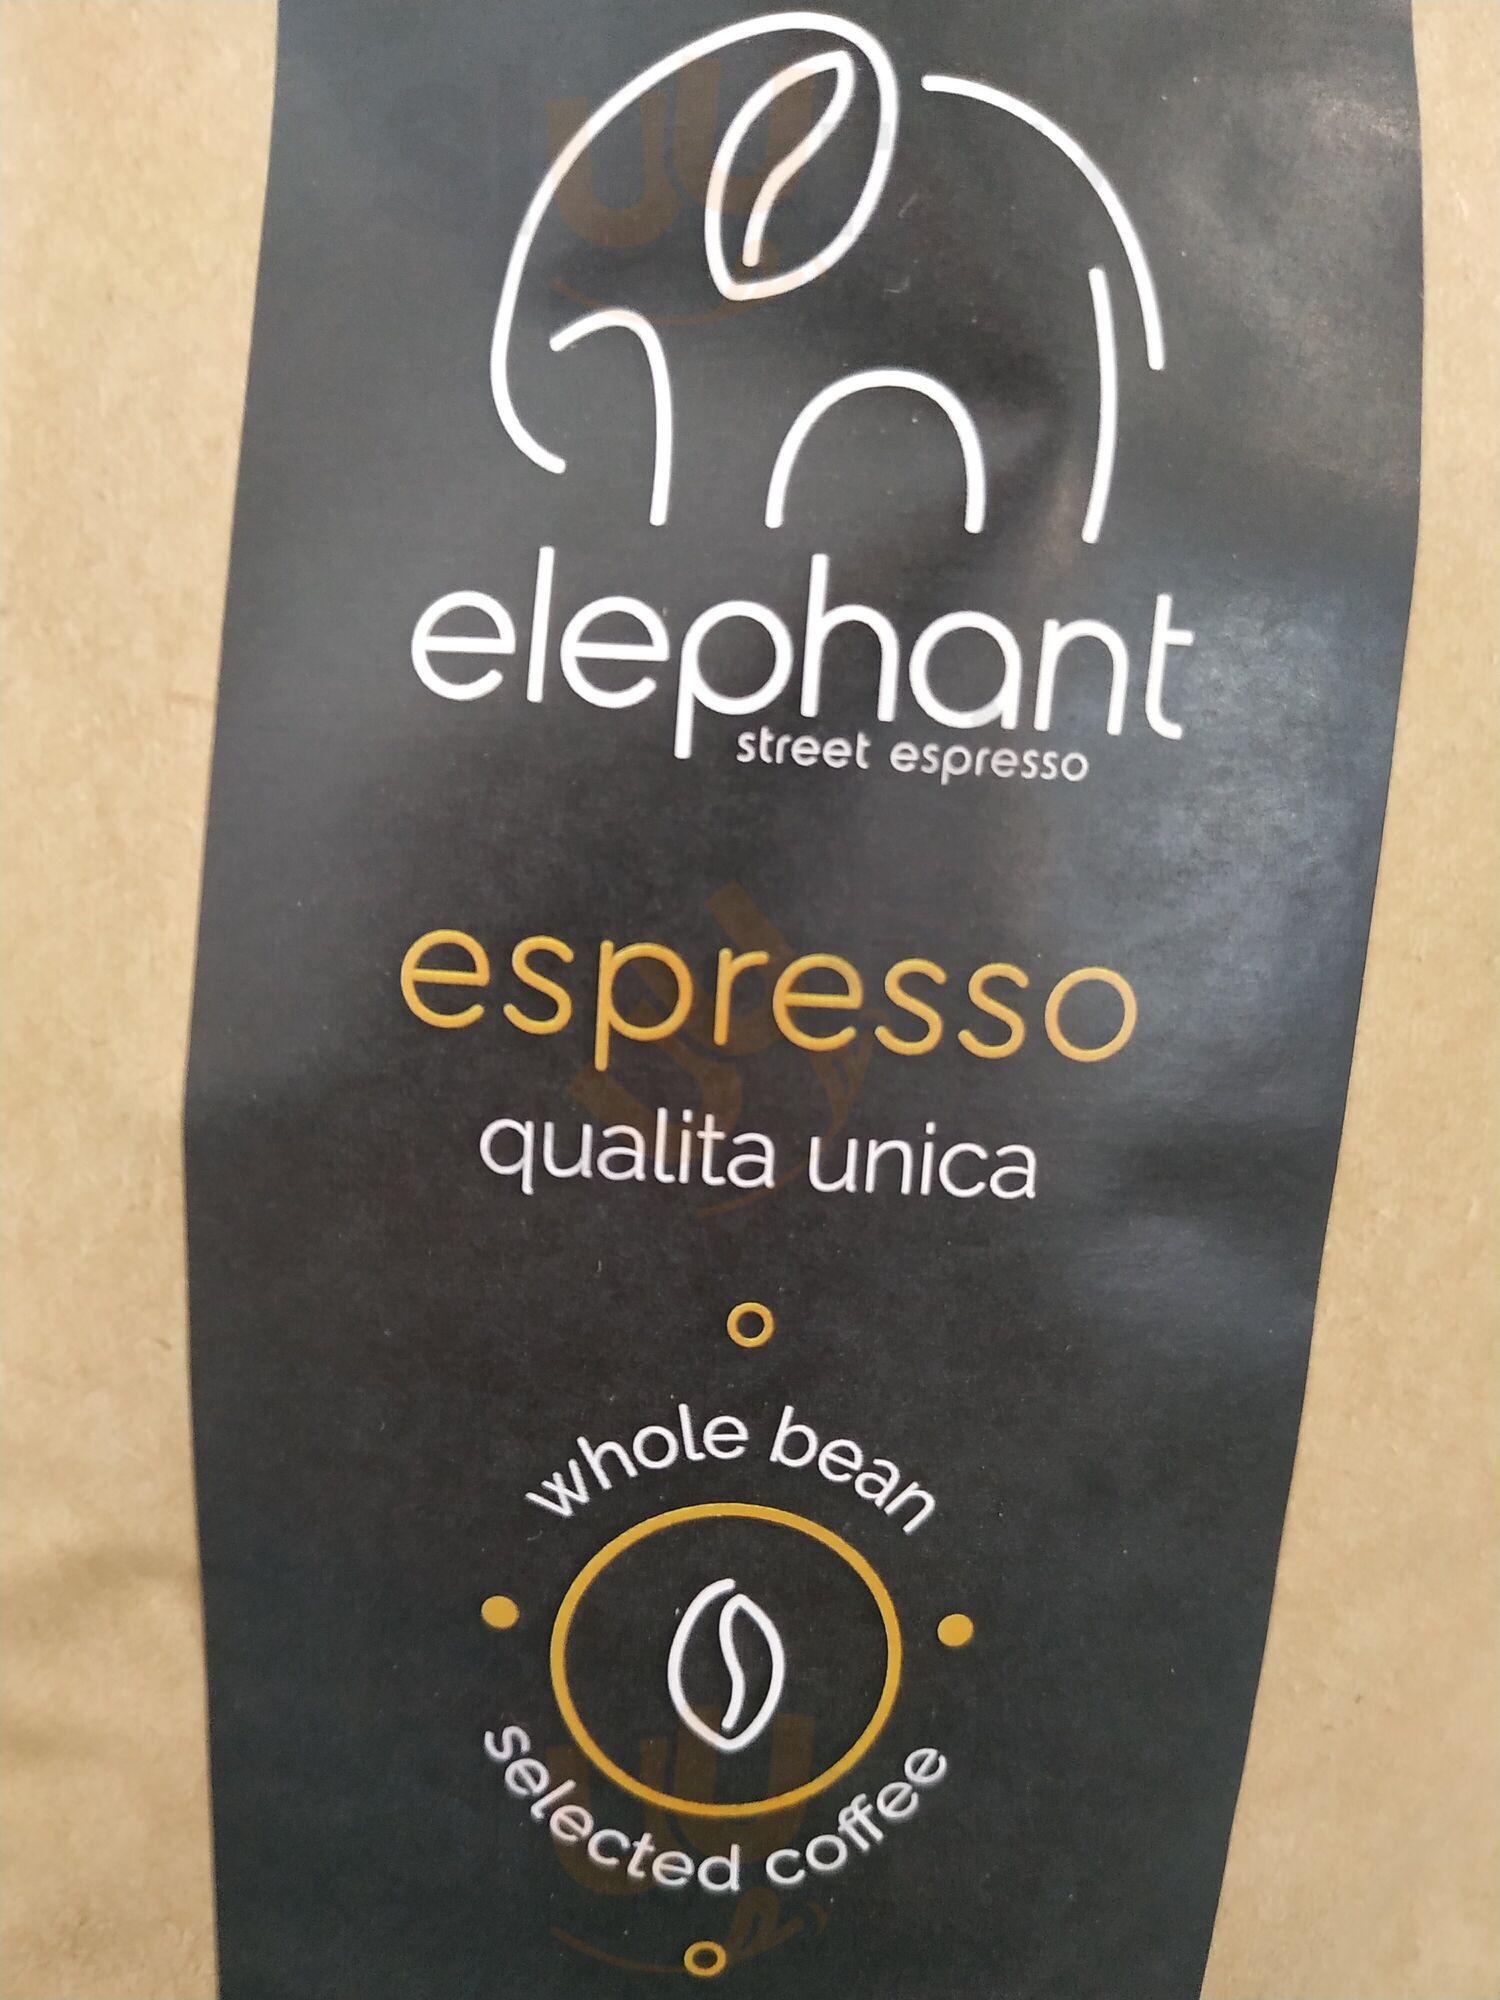 elephant
street espresso
espresso
qualita unica
whole bean
selected coffee